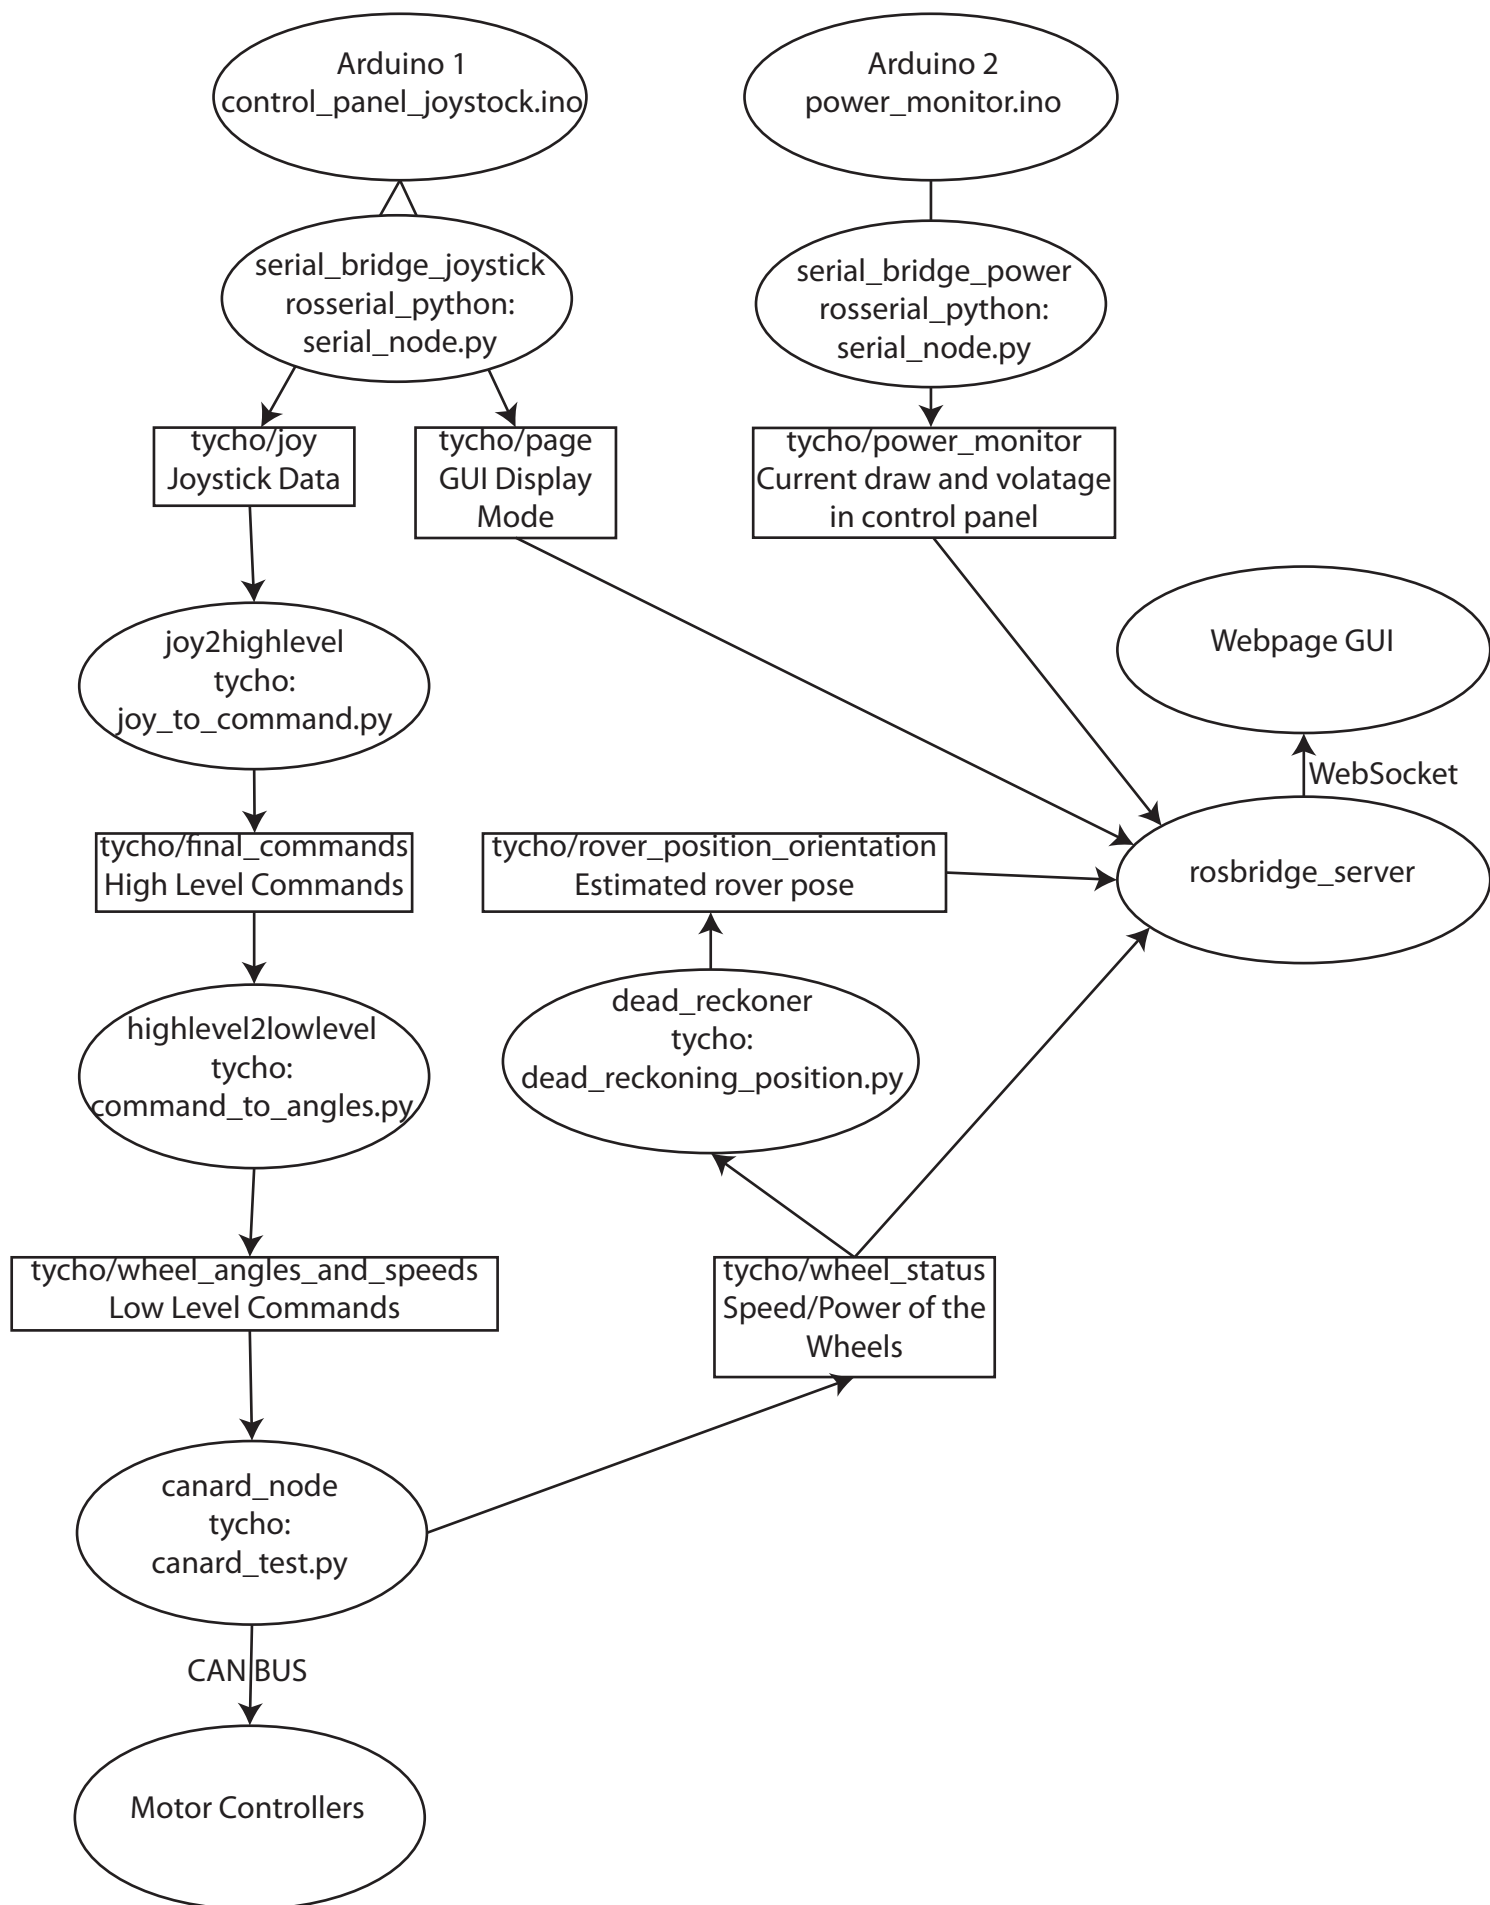 Arduino 1
control_panel_joystock.ino
Arduino 2
power_monitor.ino
serial_bridge_joystick
rosserial_python:
serial_node.py
serial_bridge_power
rosserial_python:
serial_node.py
tycho/joy
Joystick Data
tycho/page
GUI Display
Mode
tycho/power_monitor
Current draw and volatage
in control panel
joy2highlevel
tycho:
joy_to_command.py
Webpage GUI
WebSocket
tycho/final_commands
High Level Commands
tycho/rover_position_orientation
Estimated rover pose
rosbridge_server
highlevel2lowlevel
tycho:
command_to_angles.py
dead_reckoner
tycho:
dead_reckoning_position.py
tycho/wheel_angles_and_speeds
Low Level Commands
tycho/wheel_status
Speed/Power of the
Wheels
canard_node
tycho:
canard_test.py
CAN BUS
Motor Controllers